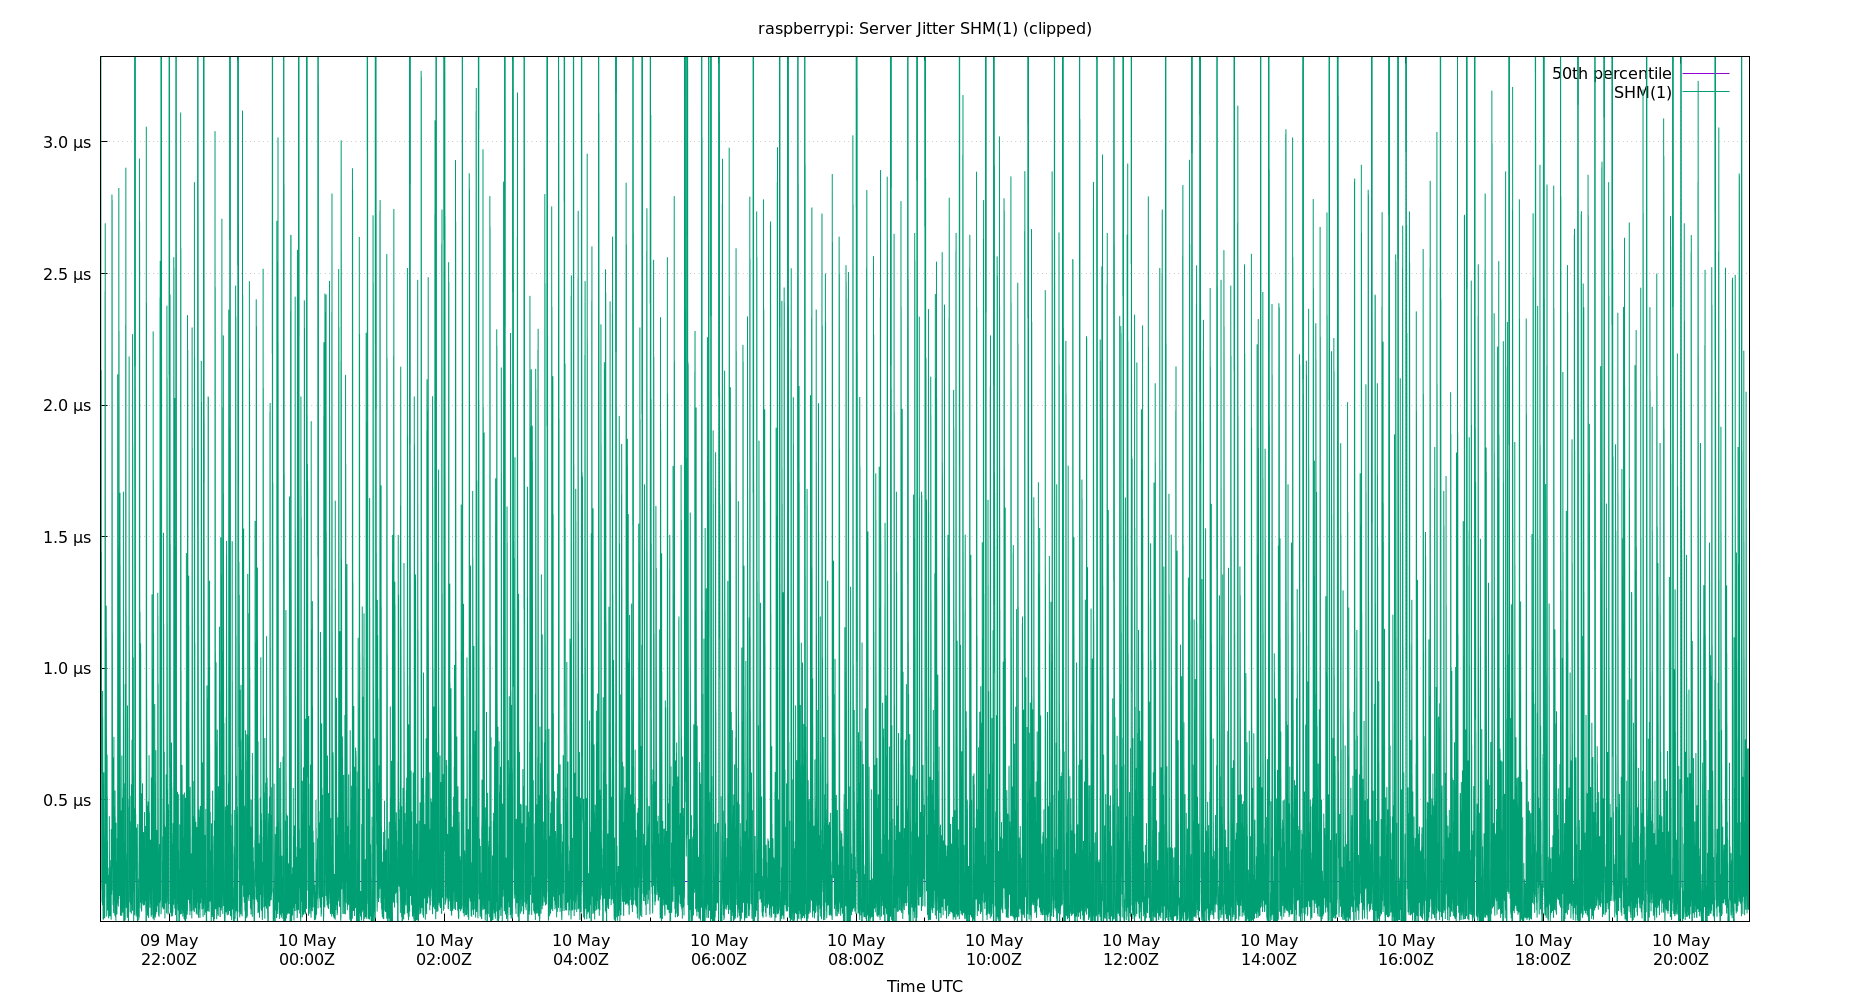 raspberrypi: Server Jitter SHM(1) (clipped)
50th percentile
SHM(1)
3.0 µs
2.5 µs
2.0 µs
1.5 µs
1.0 µs
0.5 µs
09 May 10 May 10 May 10 May 10 May 10 May 10 May 10 May 10 May 10 May 10 May 10 May
22:00Z 00:00Z 02:00Z 04:00Z 06:00Z 08:00Z 10:00Z 12:00Z 14:00Z 16:00Z 18:00Z 20:00Z
Time UTC